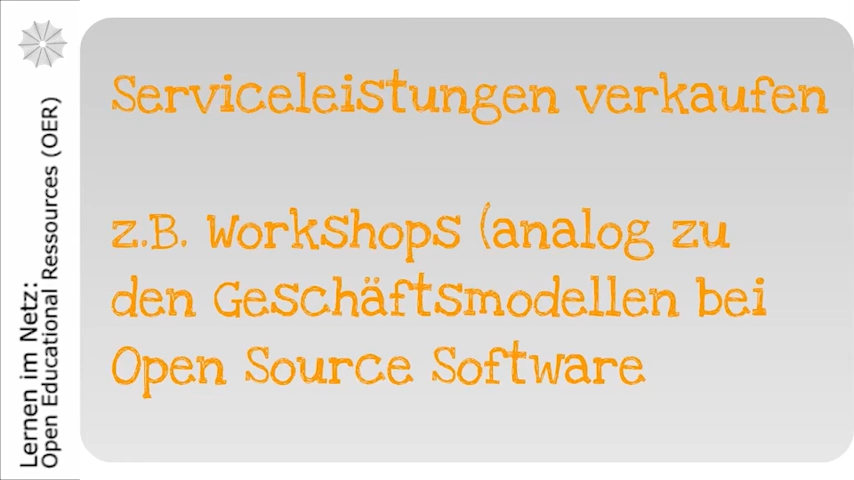 Lernen im Netz:
Open Educational Ressources (OER)
Serviceleistungen verkaufen
z.B. Workshops (analog zu
den Geschäftsmodellen bei
Open Source Software